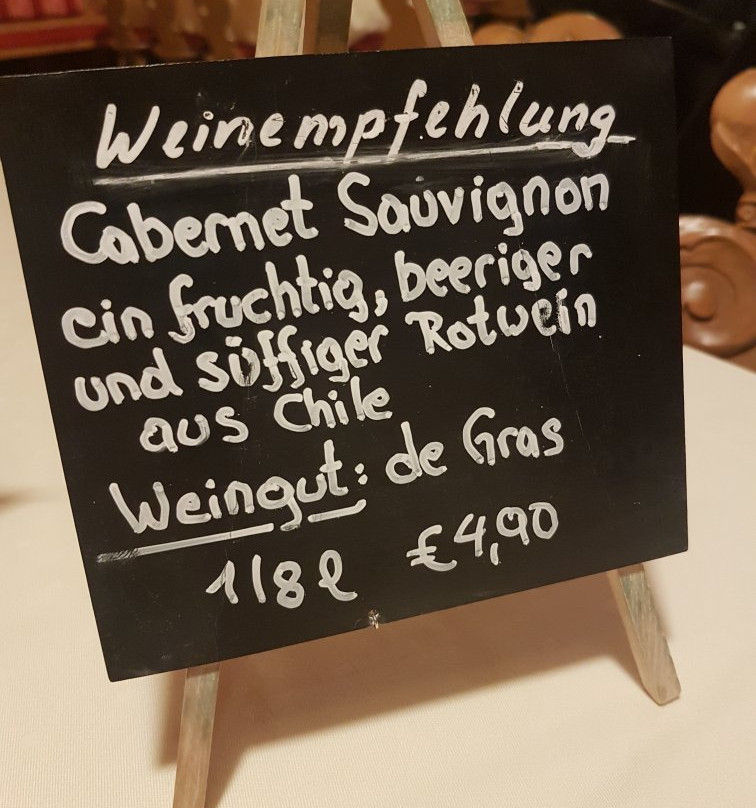 Weinempfehlung
Cabernet Sauvignon
ein fruchtig, beeriger
und süffiger Rotwein
aus Chile
Weingut: de Gras
1/8 l €4,90